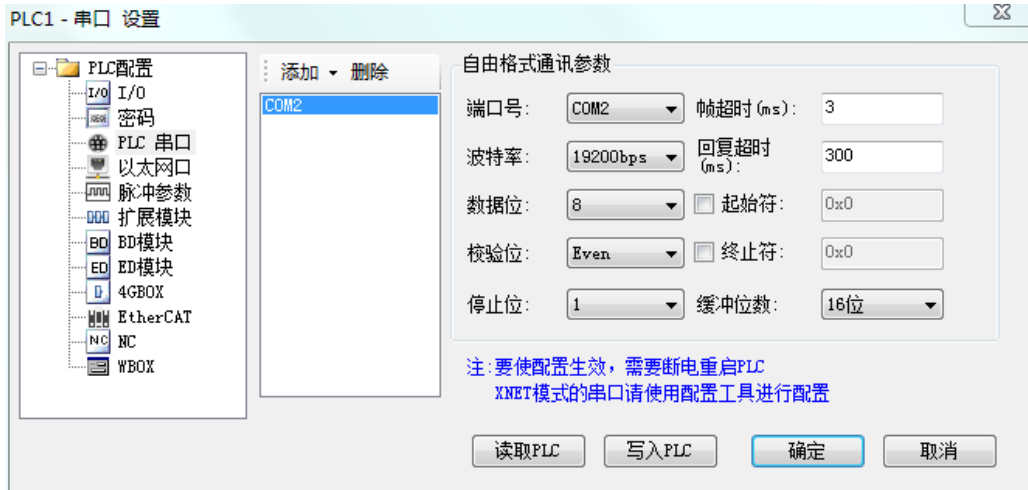 PLC1 - 串口 设置
PLC配置
I/O
密码
PLC 串口
以太网口
脉冲参数
扩展模块
BD模块
ED模块
4GBOX
EtherCAT
NC
WBOX
添加 删除
COM2
自由格式通讯参数
端口号: COM2 帧超时(ms): 3
波特率: 19200bps 回复超时(ms): 300
数据位: 8 起始符: 0x0
校验位: Even 终止符: 0x0
停止位: 1 缓冲位数: 16位
注:要使配置生效，需要断电重启PLC
XNET模式的串口请使用配置工具进行配置
读取PLC 写入PLC 确定 取消